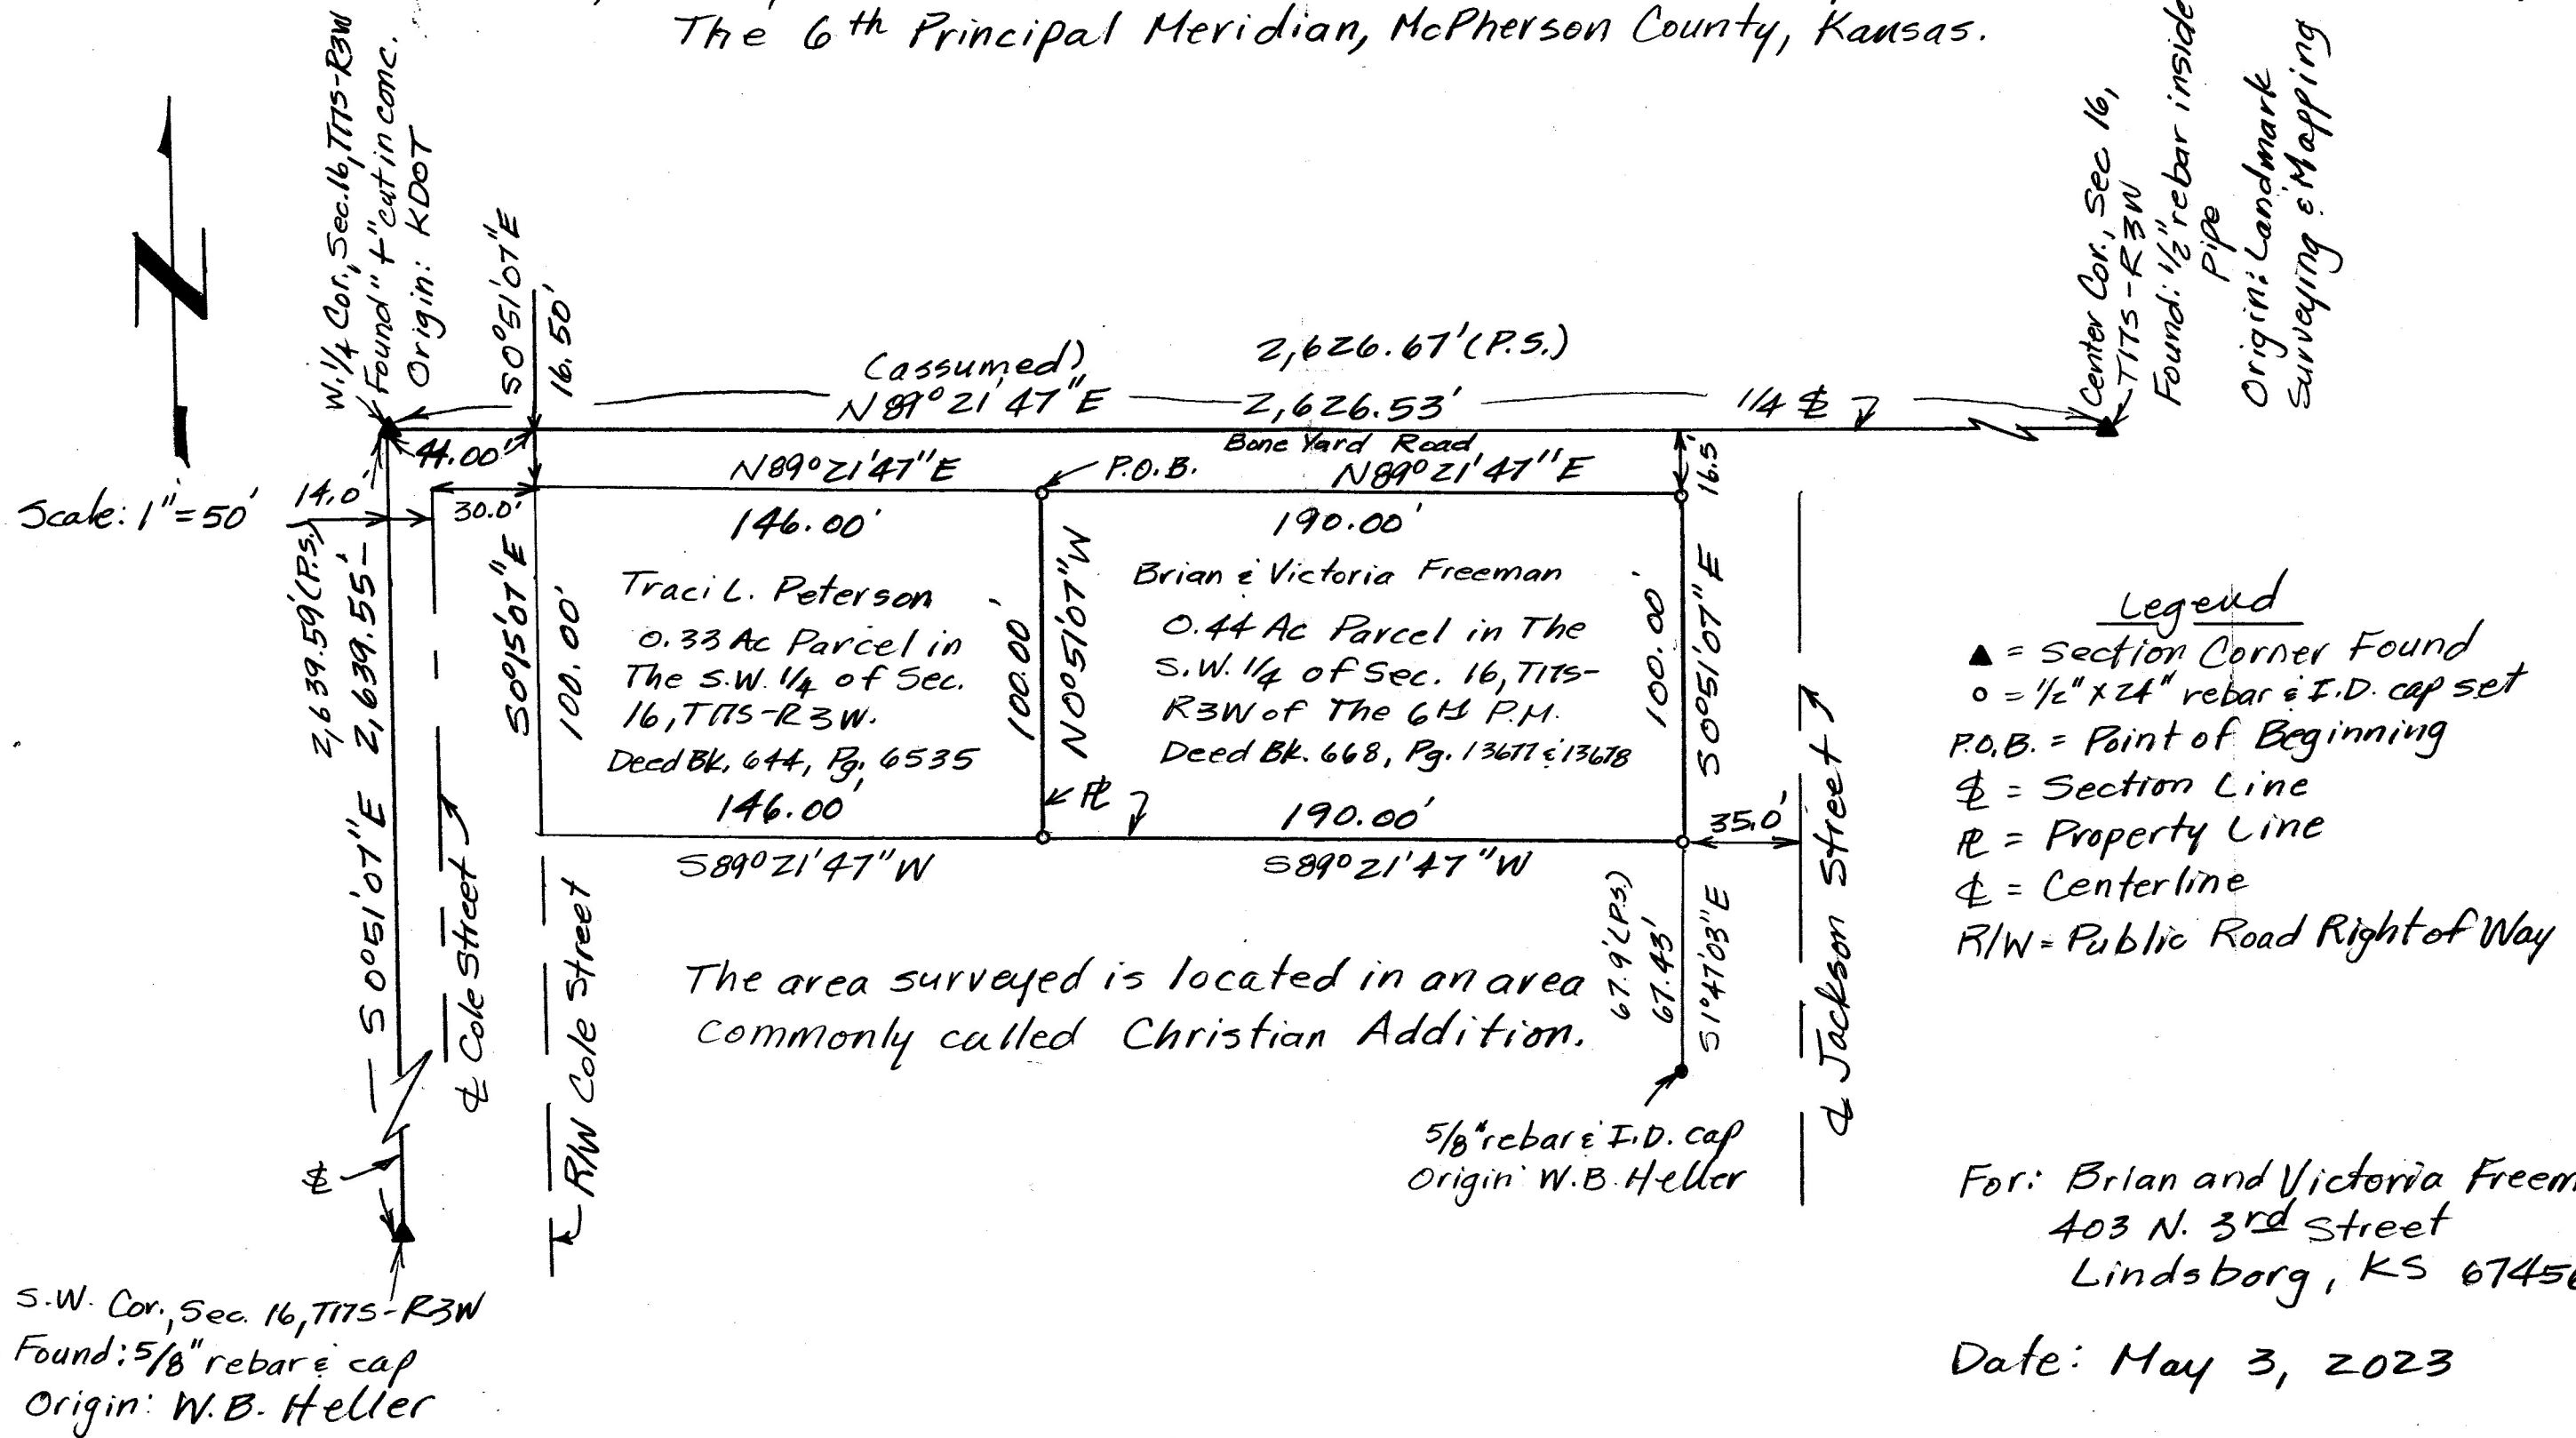 The 6th Principal Meridian, McPherson County, Kansas.
W. 1/4 Cor., Sec. 16, T17S-R3W
Found "+" cut in conc.
Origin: KDOT
S0°51'07"E
16.50'
Center Cor., Sec 16,
T17S-R3W
Found: 1/2" rebar inside
Pipe
Origin: Landmark
Surveying & Mapping
(assumed)
2,626.67'(P.S.)
N89°21'47"E
2,626.53'
1/4 SL
Bone Yard Road
44.00'
N89°21'47"E
P.O.B.
N89°21'47"E
16.5'
Scale: 1"=50'
14.0'
30.0'
146.00'
190.00'
2,639.59'(P.S.)
2,639.55'
S0°51'07"E
S0°15'07"E
100.00'
Traci L. Peterson
0.33 Ac Parcel in
The S.W. 1/4 of Sec.
16, T17S-R3W.
Deed Bk. 644, Pg. 6535
146.00'
100.00'
N0°51'07"W
PL
Brian & Victoria Freeman
0.44 Ac Parcel in The
S.W. 1/4 of Sec. 16, T17S-
R3W of The 6th P.M.
Deed Bk. 668, Pg. 13677 & 13678
190.00'
100.00'
S0°51'07"E
35.0'
S89°21'47"W
S89°21'47"W
CL Cole Street
R/W Cole Street
The area surveyed is located in an area
commonly called Christian Addition.
67.9'(P.S.)
67.43'
S1°47'03"E
CL Jackson Street
5/8" rebar & I.D. cap
Origin: W.B. Heller
SL
S.W. Cor., Sec. 16, T17S-R3W
Found: 5/8" rebar & cap
Origin: W.B. Heller
Legend
▲ = Section Corner Found
o = 1/2" x 24" rebar & I.D. cap set
P.O.B. = Point of Beginning
SL = Section Line
PL = Property Line
CL = Centerline
R/W = Public Road Right of Way
For: Brian and Victoria Freem
403 N. 3rd Street
Lindsborg, KS 6745
Date: May 3, 2023